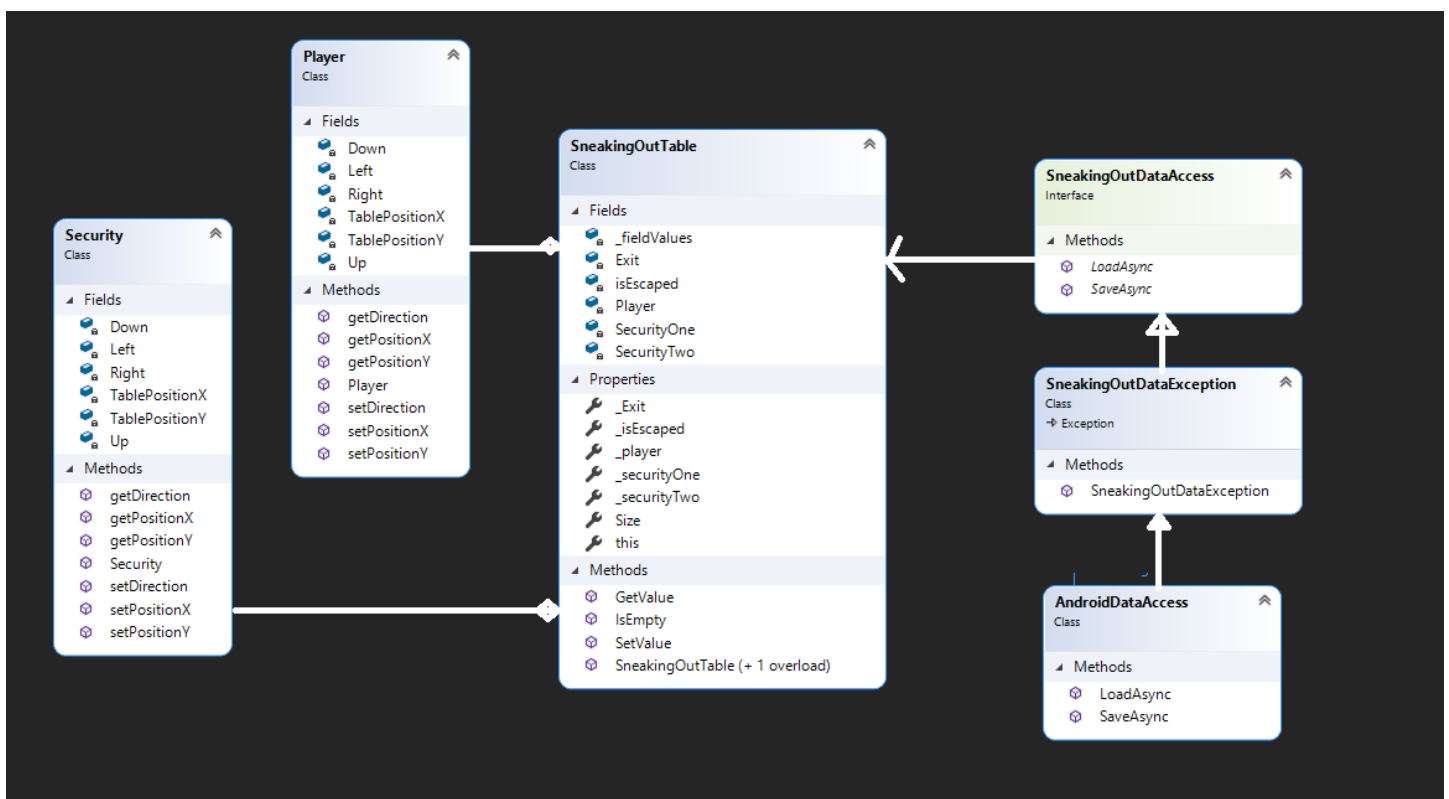 Player
Class
Fields
Down
Left
Right
TablePositionX
TablePositionY
Up
Methods
getDirection
getPositionX
getPositionY
Player
setDirection
setPositionX
setPositionY
Security
Class
Fields
Down
Left
Right
TablePositionX
TablePositionY
Up
Methods
getDirection
getPositionX
getPositionY
Security
setDirection
setPositionX
setPositionY
SneakingOutTable
Class
Fields
_fieldValues
Exit
isEscaped
Player
SecurityOne
SecurityTwo
Properties
_Exit
_isEscaped
_player
_securityOne
_securityTwo
Size
this
Methods
GetValue
IsEmpty
SetValue
SneakingOutTable (+ 1 overload)
SneakingOutDataAccess
Interface
Methods
LoadAsync
SaveAsync
SneakingOutDataException
Class
Exception
Methods
SneakingOutDataException
AndroidDataAccess
Class
Methods
LoadAsync
SaveAsync